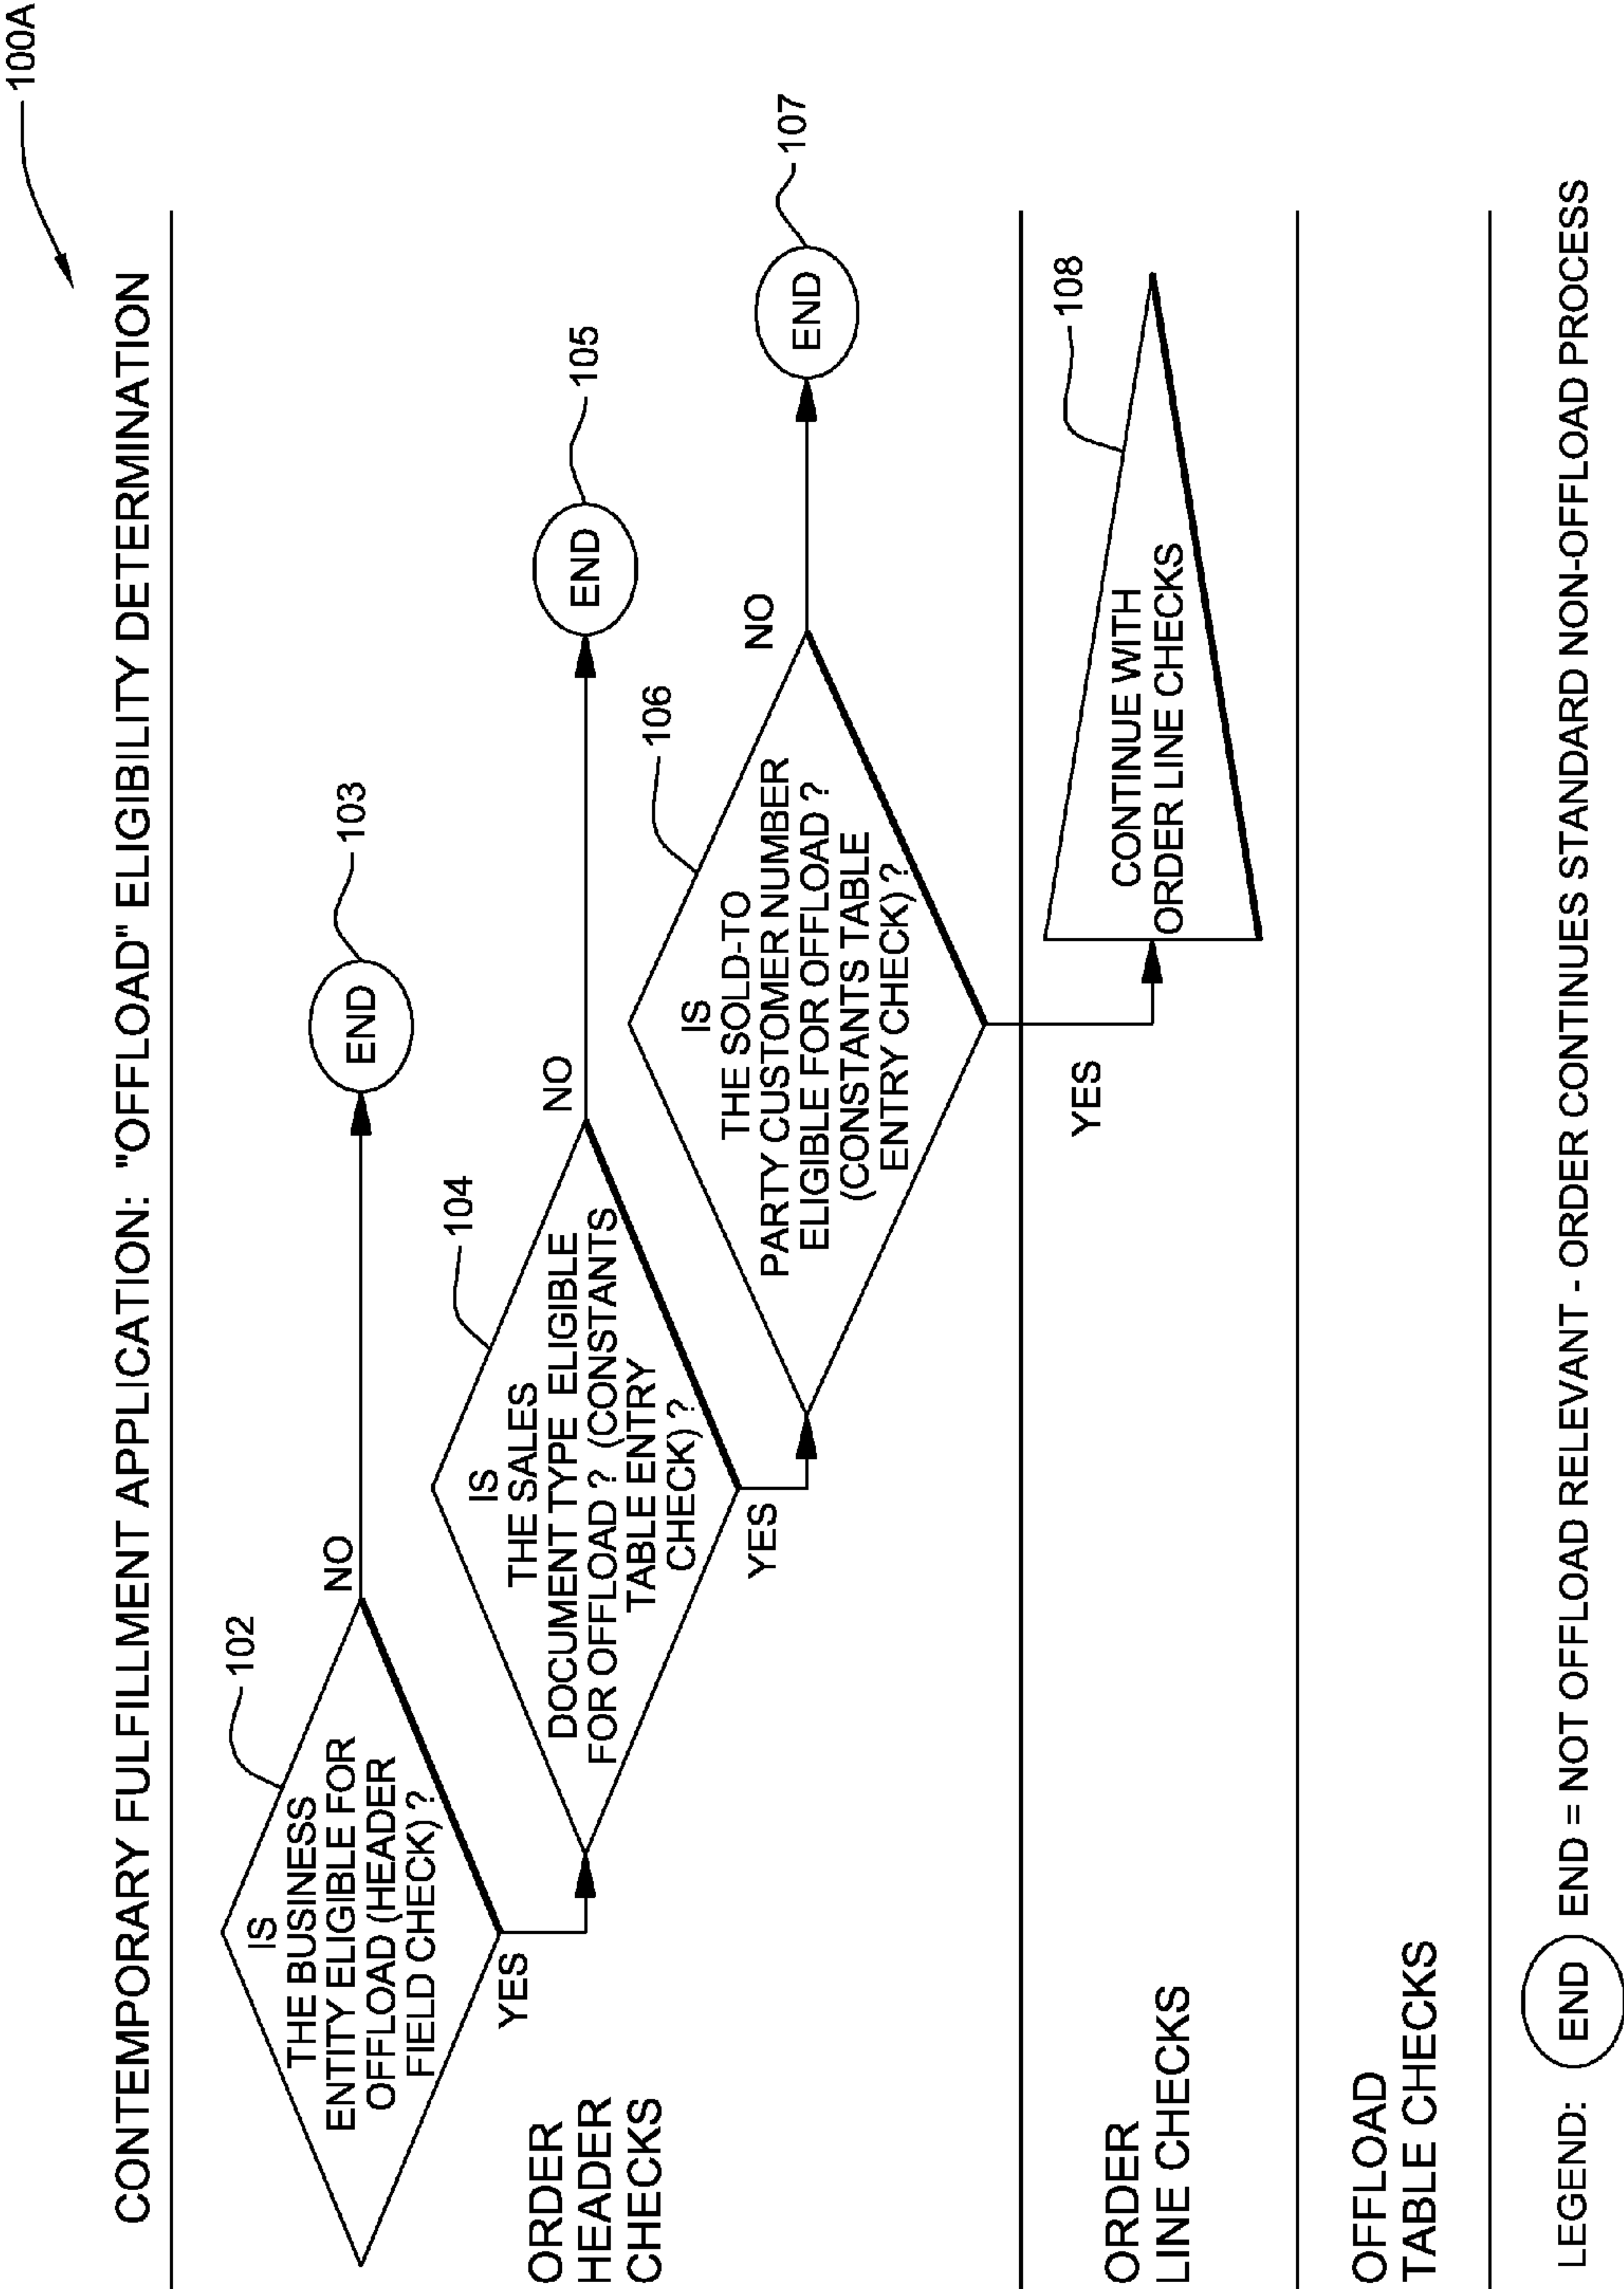 100A
CONTEMPORARY FULFILLMENT APPLICATION: "OFFLOAD" ELIGIBILITY DETERMINATION
102
IS
THE BUSINESS
ENTITY ELIGIBLE FOR
OFFLOAD (HEADER
FIELD CHECK) ?
NO
103
END
YES
104
IS
THE SALES
DOCUMENT TYPE ELIGIBLE
FOR OFFLOAD ? (CONSTANTS
TABLE ENTRY
CHECK) ?
NO
105
END
YES
106
IS
THE SOLD-TO
PARTY CUSTOMER NUMBER
ELIGIBLE FOR OFFLOAD ?
(CONSTANTS TABLE
ENTRY CHECK) ?
NO
107
END
YES
ORDER
HEADER
CHECKS
108
CONTINUE WITH
ORDER LINE CHECKS
ORDER
LINE CHECKS
OFFLOAD
TABLE CHECKS
LEGEND: END END = NOT OFFLOAD RELEVANT - ORDER CONTINUES STANDARD NON-OFFLOAD PROCESS